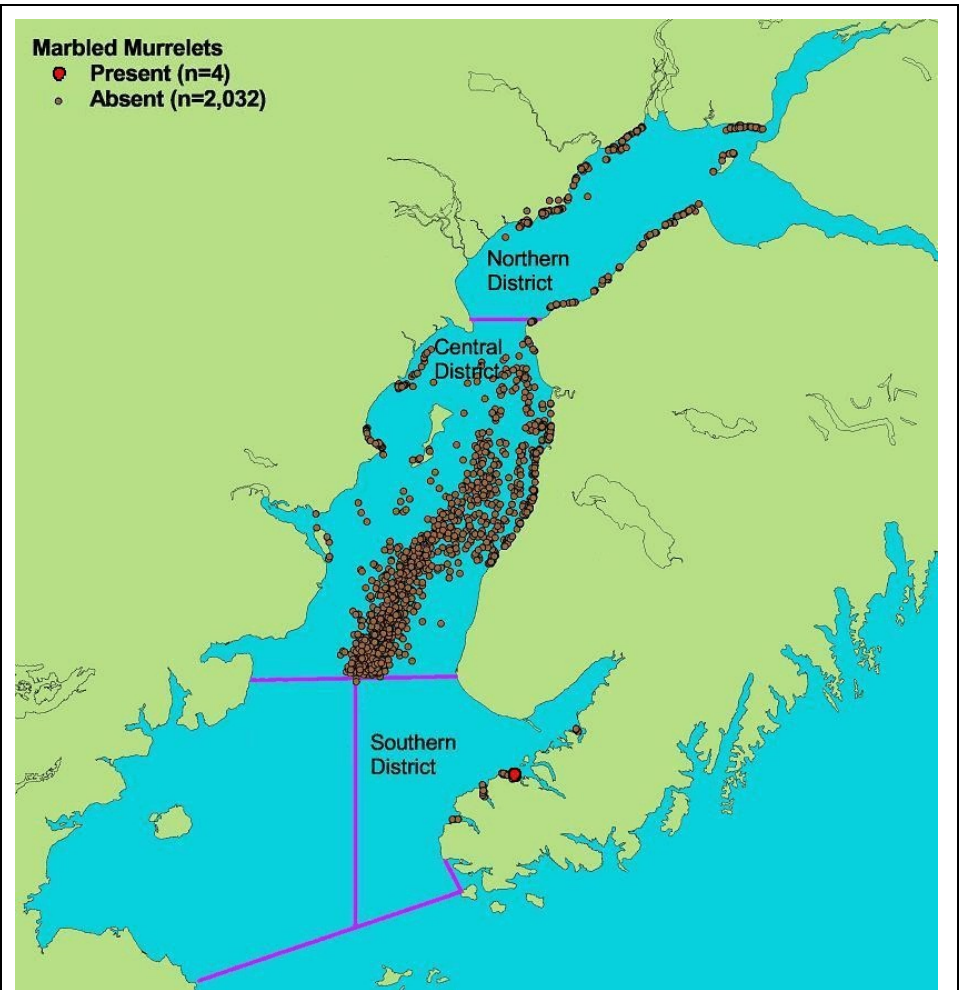 Marbled Murrelets
Present (n=4)
Absent (n=2,032)
Northern
District
Central
District
Southern
District